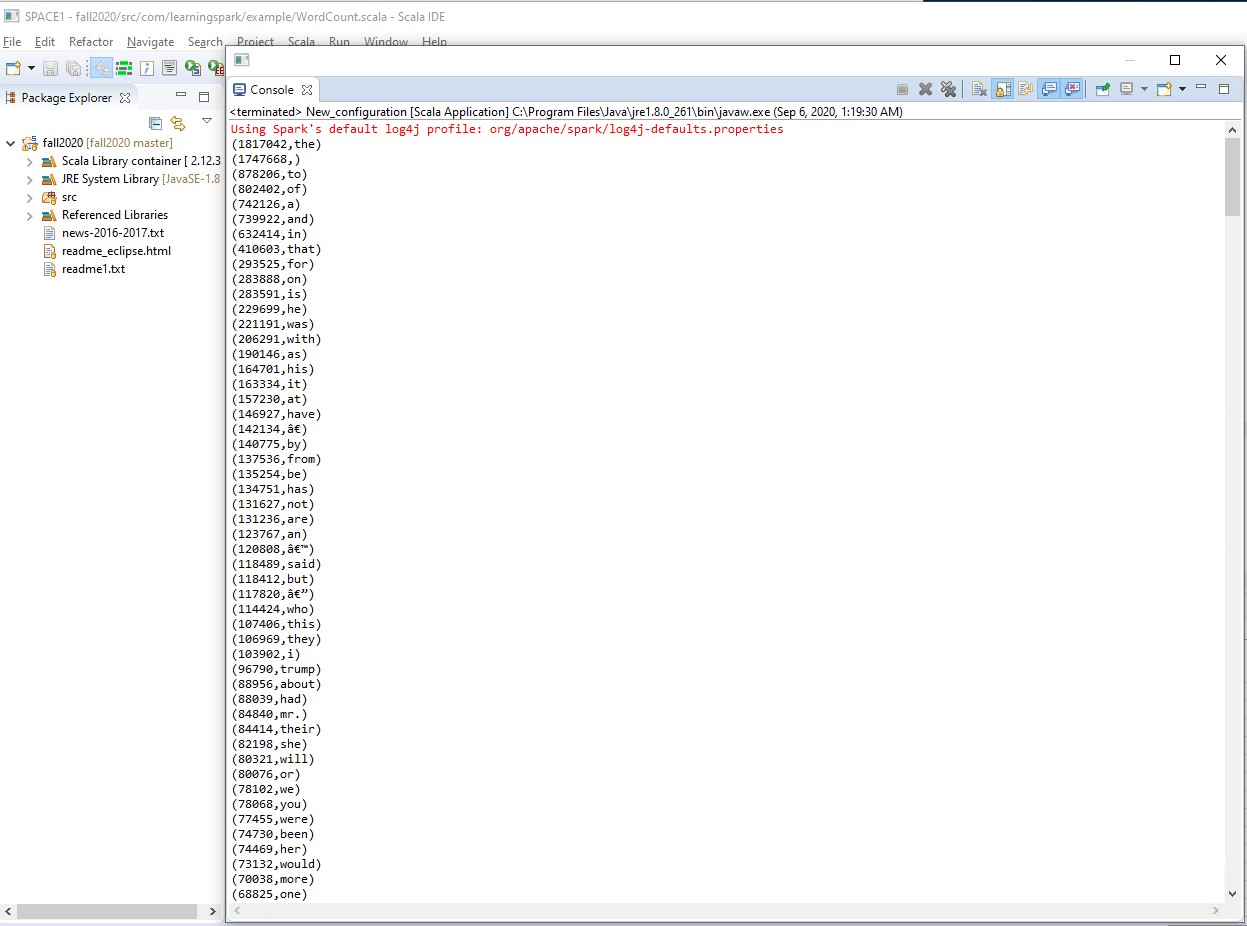 SPACE1 - fall2020/src/com/learningspark/example/WordCount.scala - Scala IDE
File Edit Refactor Navigate Search Project Scala Run Window Help
Package Explorer
fall2020 [fall2020 master]
Scala Library container [ 2.12.3
JRE System Library [JavaSE-1.8
src
Referenced Libraries
news-2016-2017.txt
readme_eclipse.html
readme1.txt
Console
<terminated> New_configuration [Scala Application] C:\Program Files\Java\jre1.8.0_261\bin\javaw.exe (Sep 6, 2020, 1:19:30 AM)
Using Spark's default log4j profile: org/apache/spark/log4j-defaults.properties
(1817042,the)
(1747668,)
(878206,to)
(802402,of)
(742126,a)
(739922,and)
(632414,in)
(410603,that)
(293525,for)
(283888,on)
(283591,is)
(229699,he)
(221191,was)
(206291,with)
(190146,as)
(164701,his)
(163334,it)
(157230,at)
(146927,have)
(142134,â€)
(140775,by)
(137536,from)
(135254,be)
(134751,has)
(131627,not)
(131236,are)
(123767,an)
(120808,â€™)
(118489,said)
(118412,but)
(117820,â€”)
(114424,who)
(107406,this)
(106969,they)
(103902,i)
(96790,trump)
(88956,about)
(88039,had)
(84840,mr.)
(84414,their)
(82198,she)
(80321,will)
(80076,or)
(78102,we)
(78068,you)
(77455,were)
(74730,been)
(74469,her)
(73132,would)
(70038,more)
(68825,one)